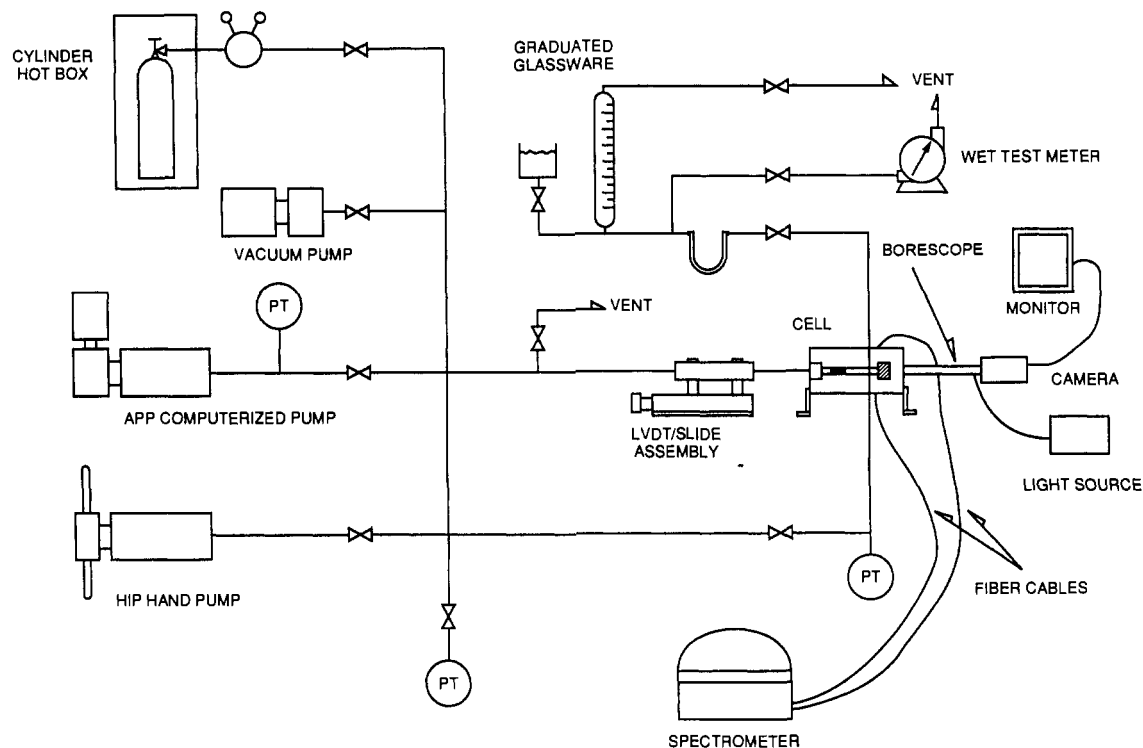 CYLINDER
HOT BOX
GRADUATED
GLASSWARE
VENT
WET TEST METER
VACUUM PUMP
BORESCOPE
MONITOR
PT
VENT
CELL
CAMERA
APP COMPUTERIZED PUMP
LVDT/SLIDE
ASSEMBLY
LIGHT SOURCE
HIP HAND PUMP
PT
FIBER CABLES
PT
SPECTROMETER